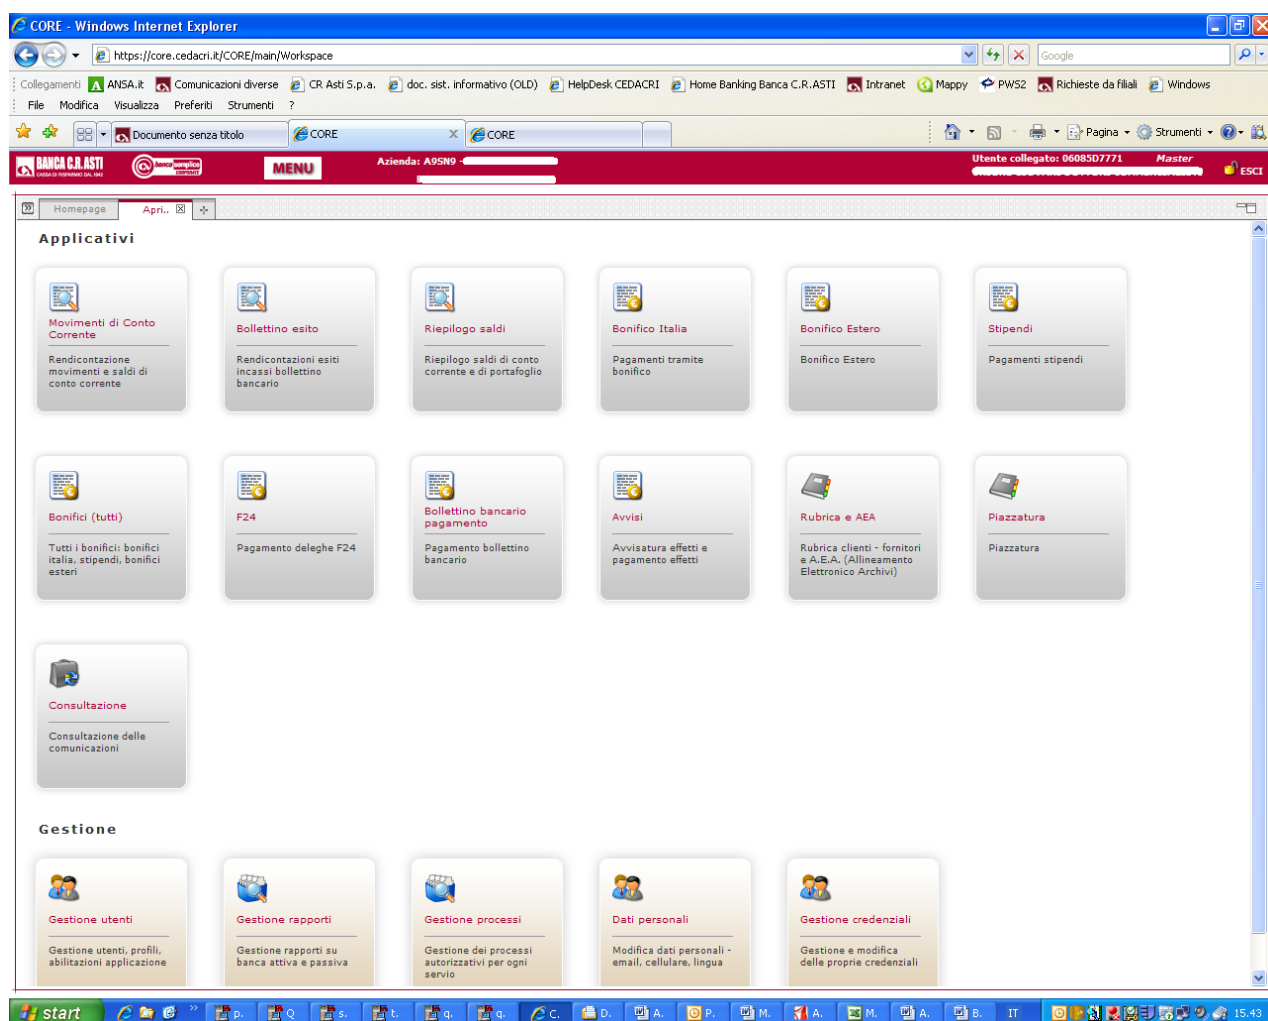 CORE - Windows Internet Explorer
https://core.cedacri.it/CORE/main/Workspace
Google
Collegamenti ANSA.it Comunicazioni diverse CR Asti S.p.a. doc. sist. informativo (OLD) HelpDesk CEDACRI Home Banking Banca C.R.ASTI Intranet Mappy PWS2 Richieste da filiali Windows
File Modifica Visualizza Preferiti Strumenti ?
Documento senza titolo CORE CORE Pagina Strumenti
BANCA C.R. ASTI banca semplice CORPORATE MENU Azienda: A9SN9 - Utente collegato: 06085D7771 Master ESCI
CASSA DI RISPARMIO DAL 1842
Homepage Apri..
Applicativi
Movimenti di Conto
Corrente
Rendicontazione
movimenti e saldi di
conto corrente
Bollettino esito
Rendicontazioni esiti
incassi bollettino
bancario
Riepilogo saldi
Riepilogo saldi di conto
corrente e di portafoglio
Bonifico Italia
Pagamenti tramite
bonifico
Bonifico Estero
Bonifico Estero
Stipendi
Pagamenti stipendi
Bonifici (tutti)
Tutti i bonifici: bonifici
italia, stipendi, bonifici
esteri
F24
Pagamento deleghe F24
Bollettino bancario
pagamento
Pagamento bollettino
bancario
Avvisi
Avvisatura effetti e
pagamento effetti
Rubrica e AEA
Rubrica clienti - fornitori
e A.E.A. (Allineamento
Elettronico Archivi)
Piazzatura
Piazzatura
Consultazione
Consultazione delle
comunicazioni
Gestione
Gestione utenti
Gestione utenti, profili,
abilitazioni applicazione
Gestione rapporti
Gestione rapporti su
banca attiva e passiva
Gestione processi
Gestione dei processi
autorizzativi per ogni
servio
Dati personali
Modifica dati personali -
email, cellulare, lingua
Gestione credenziali
Gestione e modifica
delle proprie credenziali
start p. Q s. t. q. q. C. D. A. P. M. A. M. A. B. IT 15.43